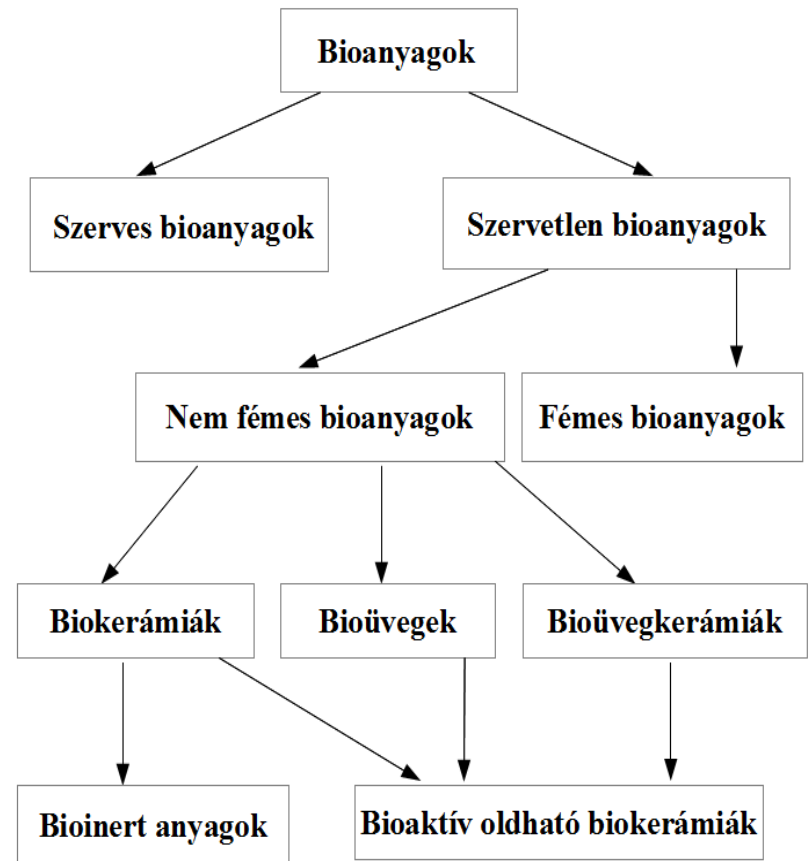 Bioanyagok
Szerves bioanyagok
Szervetlen bioanyagok
Nem fémes bioanyagok
Fémes bioanyagok
Biokerámiák
Bioüvegek
Bioüvegkerámiák
Bioinert anyagok
Bioaktív oldható biokerámiák